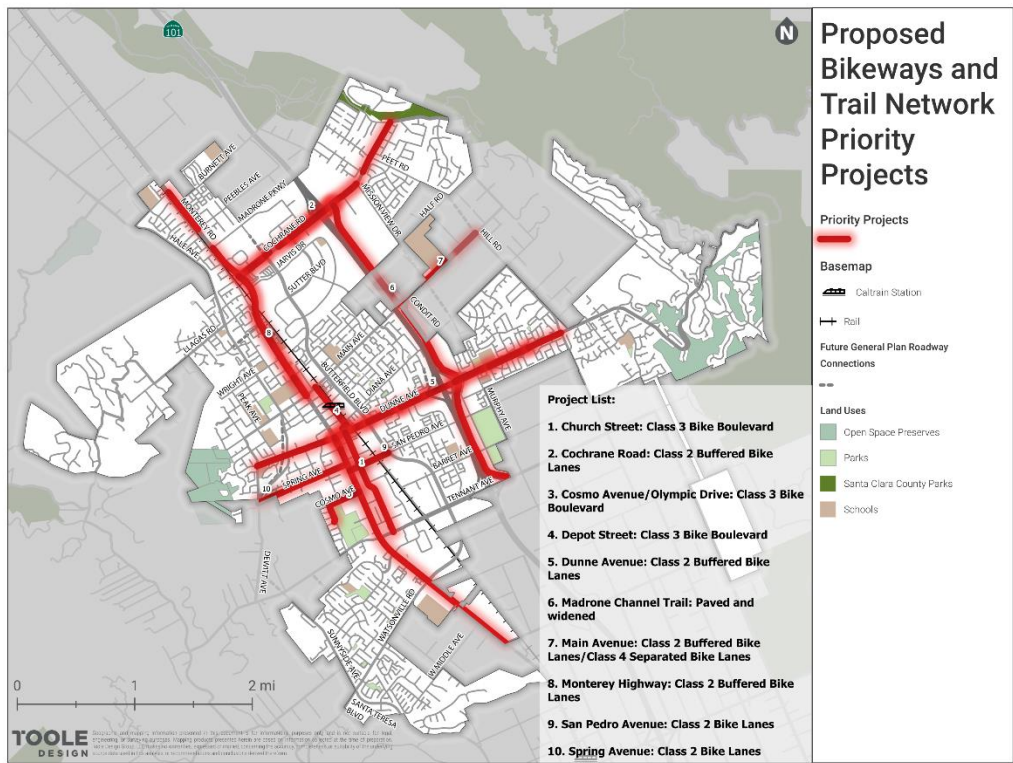 Proposed
Bikeways and
Trail Network
Priority
Projects
Priority Projects
Basemap
Caltrain Station
Rail
Future General Plan Roadway
Connections
Land Uses
Open Space Preserves
Parks
Santa Clara County Parks
Schools
101
N
BURNETT AVE
PEEBLES AVE
MADRONE PKWY
MONTEREY RD
HALE AVE
PEET RD
MISSION VIEW DR
HALF RD
HILL RD
2
COCHRANE RD
JARVIS DR
SUTTER BLVD
7
6
CONDIT RD
8
LLAGAS RD
MAIN AVE
WRIGHT AVE
BUTTERFIELD BLVD
DIANA AVE
PEAK AVE
5
DUNNE AVE
MURPHY AVE
4
9
SAN PEDRO AVE
1
BARRET AVE
10
SPRING AVE
COSMO AVE
3
TENNANT AVE
DEWITT AVE
WATSONVILLE RD
SUNNYSIDE AVE
W MIDDLE AVE
SANTA TERESA
BLVD
Project List:
1. Church Street: Class 3 Bike Boulevard
2. Cochrane Road: Class 2 Buffered Bike
Lanes
3. Cosmo Avenue/Olympic Drive: Class 3 Bike
Boulevard
4. Depot Street: Class 3 Bike Boulevard
5. Dunne Avenue: Class 2 Buffered Bike
Lanes
6. Madrone Channel Trail: Paved and
widened
7. Main Avenue: Class 2 Buffered Bike
Lanes/Class 4 Separated Bike Lanes
8. Monterey Highway: Class 2 Buffered Bike
Lanes
9. San Pedro Avenue: Class 2 Bike Lanes
10. Spring Avenue: Class 2 Bike Lanes
0 1 2 mi
TOOLE
DESIGN